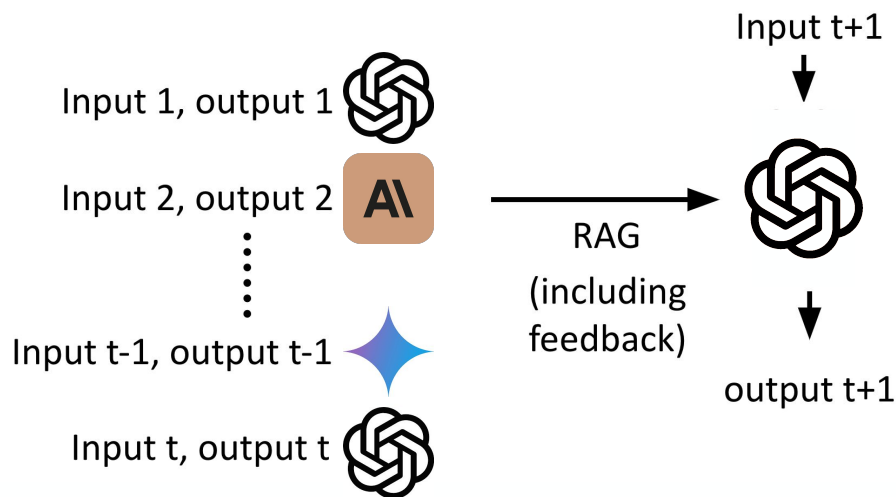 Input 1, output 1
Input 2, output 2
Input t-1, output t-1
Input t, output t
RAG
(including
feedback)
Input t+1
output t+1
A\